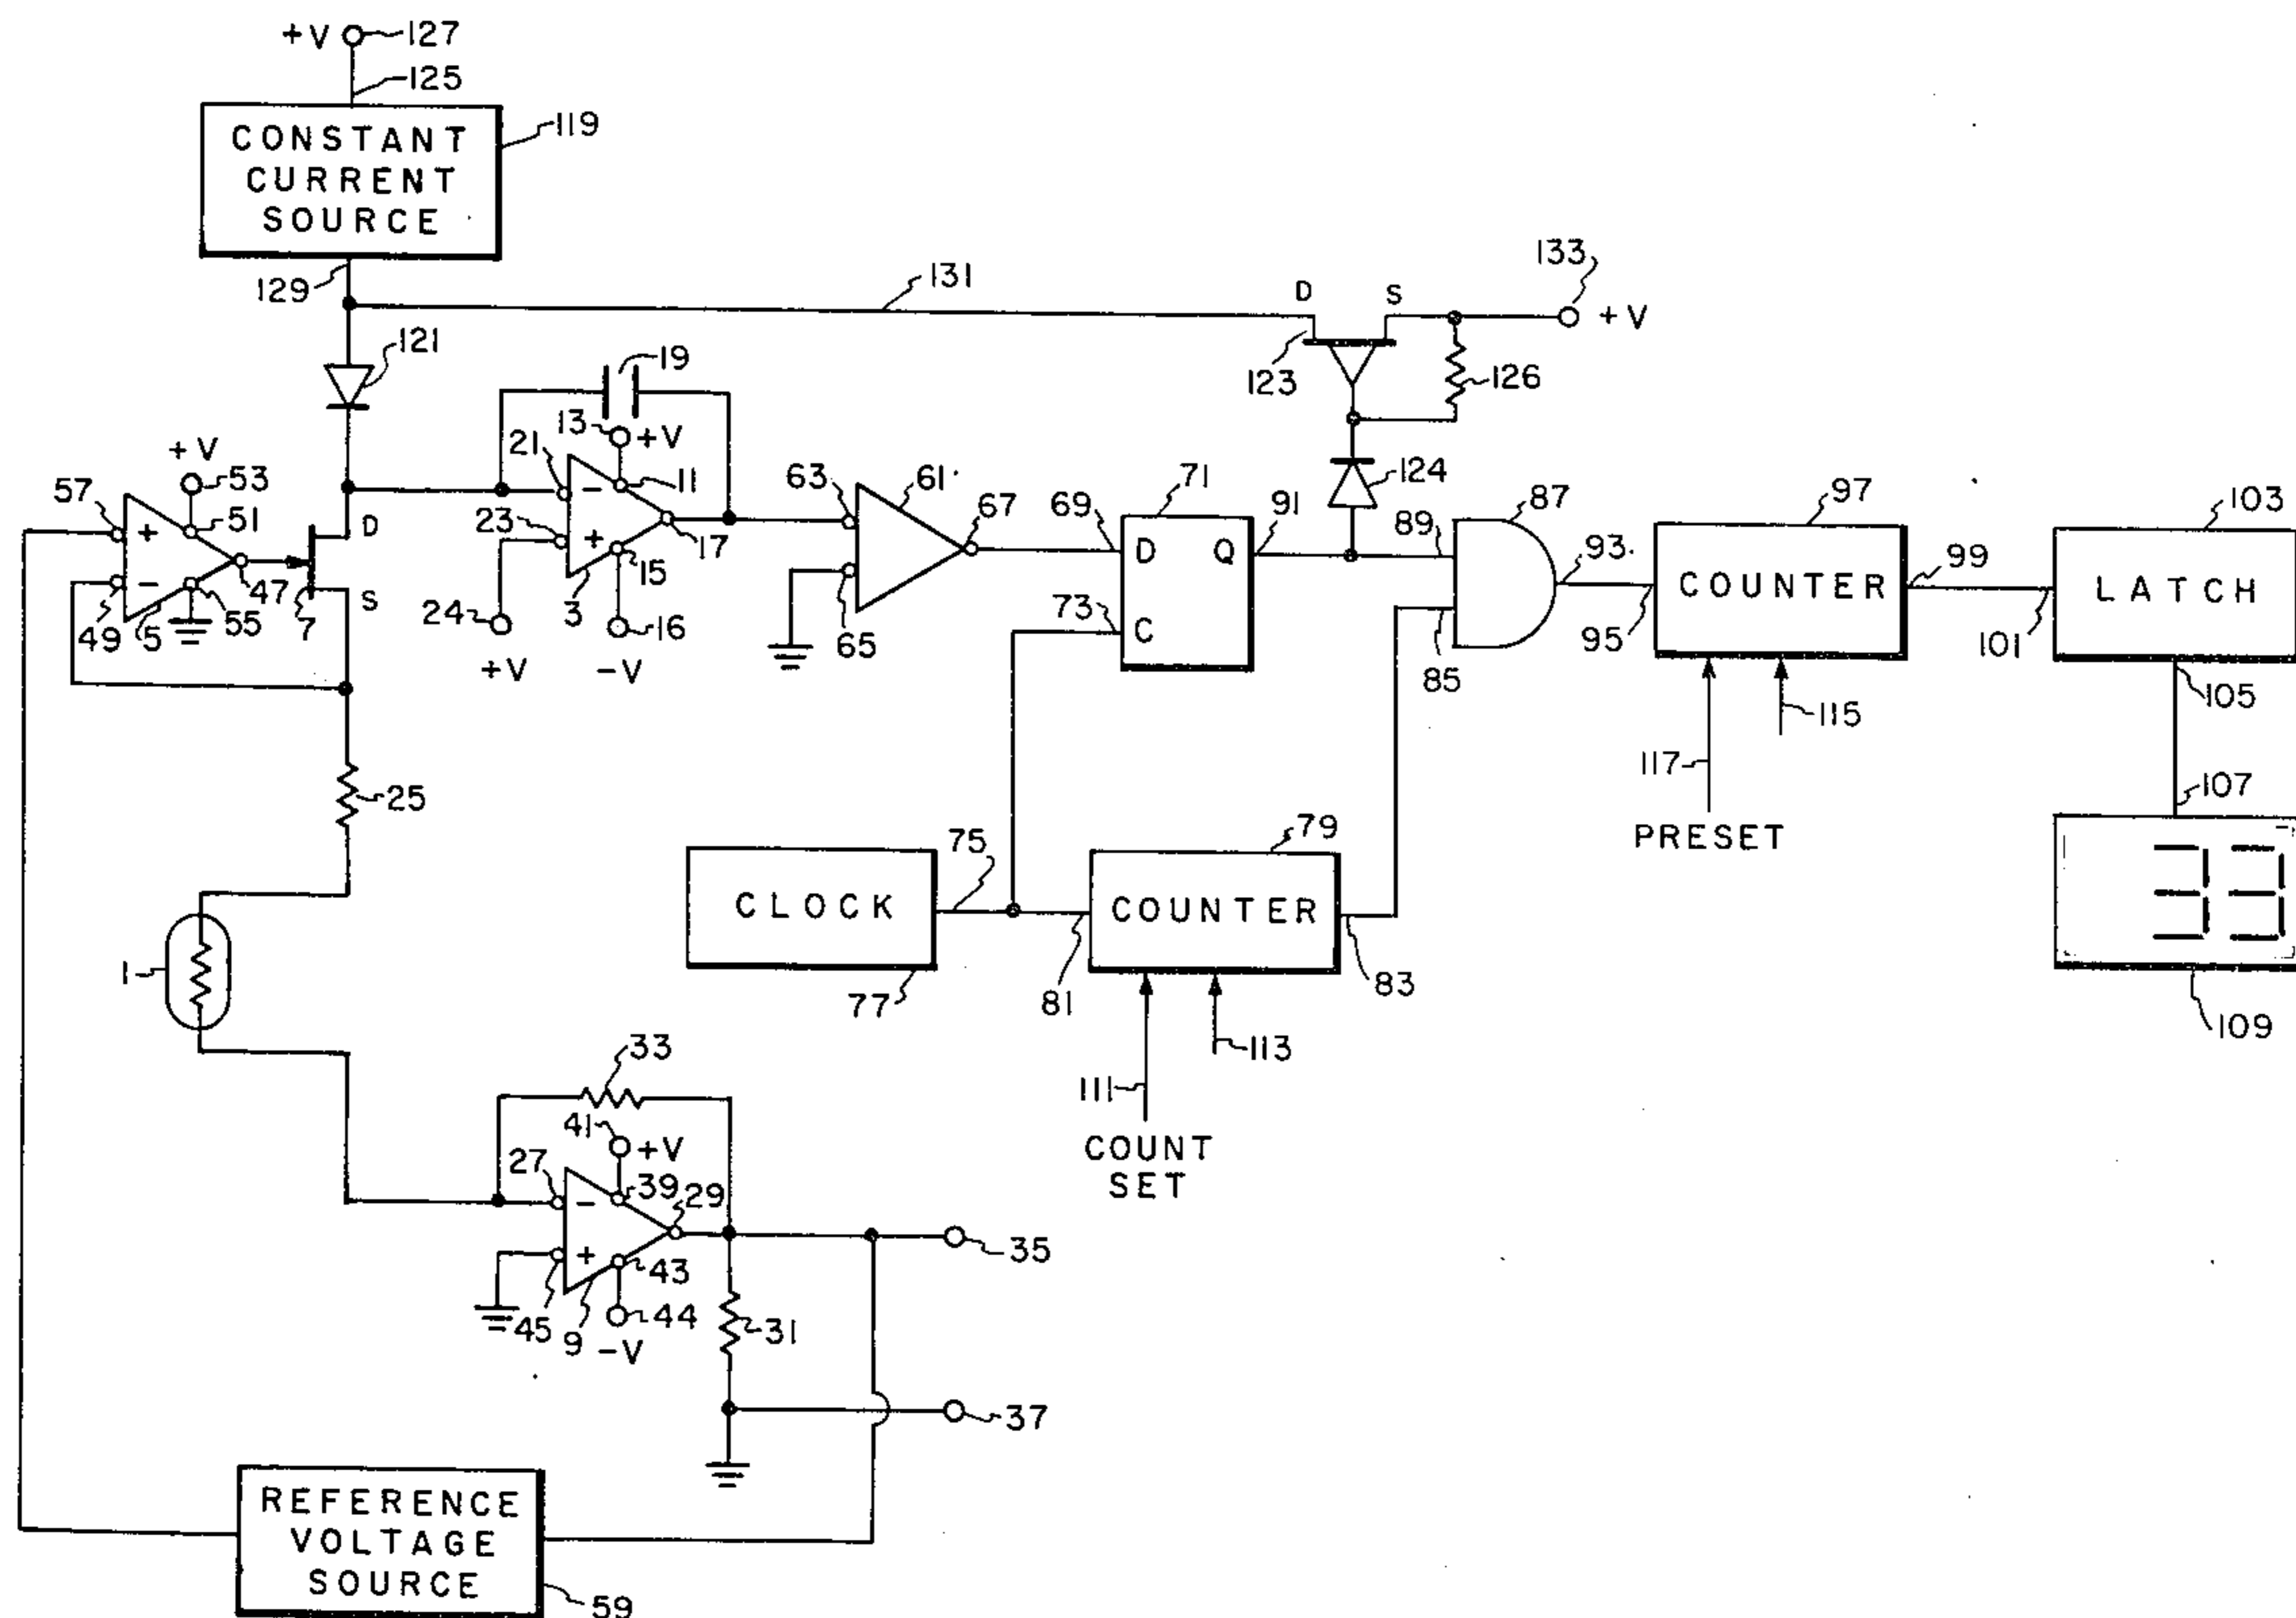 +V 127
125
CONSTANT
CURRENT
SOURCE
119
129
131
D S
133
+V
121
19
123
126
13 +V
21
11
+V
53
57
+
51
D
−
23
+
17
15
3
24
16
+V
−V
−
49
5
55
47
7
S
63
61
67
65
69
71
D Q
91
124
73
C
89
87
85
93
95
97
COUNTER
99
101
103
LATCH
105
107
115
117
PRESET
33
109
25
1
75
CLOCK
77
79
COUNTER
81
83
111
113
COUNT
SET
33
41
+V
27
−
39
29
+
43
45
9
44
−V
31
35
37
REFERENCE
VOLTAGE
SOURCE
59